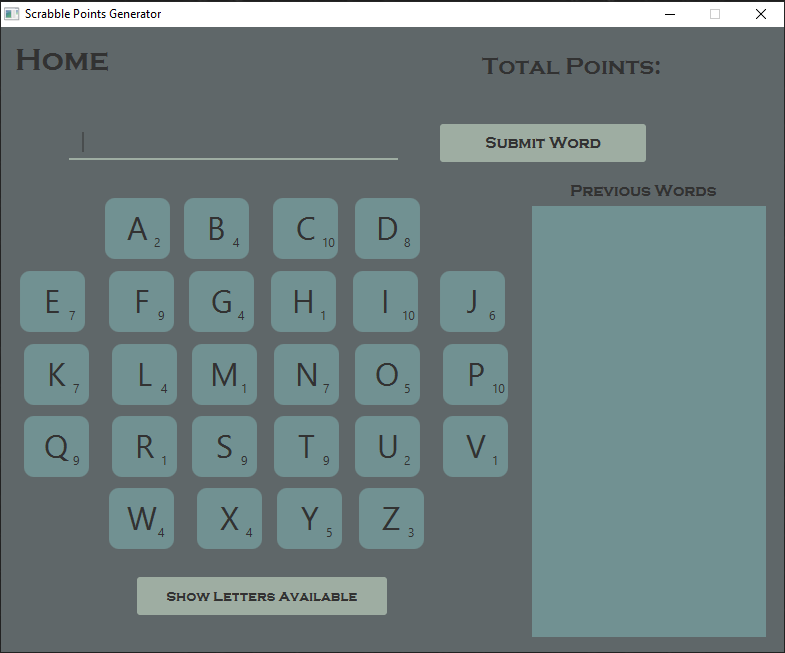 Scrabble Points Generator
Home
Total Points:
Submit Word
Previous Words
A 2 B 4 C 10 D 8
E 7 F 9 G 4 H 1 I 10 J 6
K 7 L 4 M 1 N 7 O 5 P 10
Q 9 R 1 S 9 T 9 U 2 V 1
W 4 X 4 Y 5 Z 3
Show Letters Available